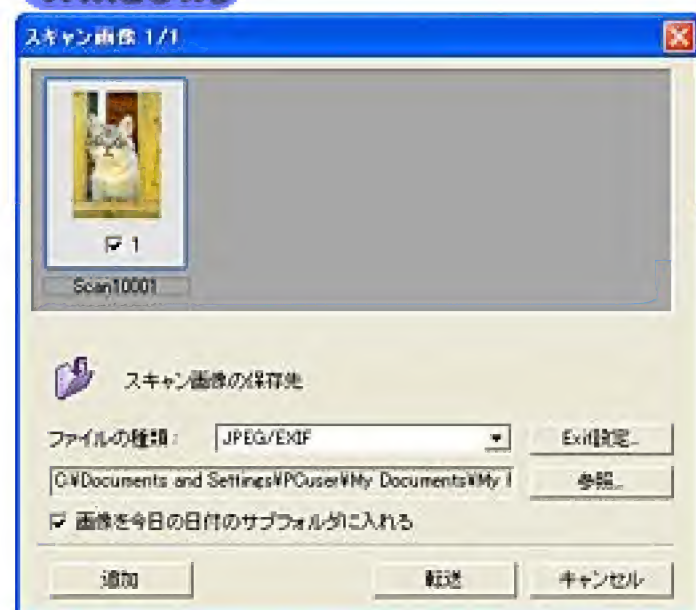 スキャン画像 1/1
1
Scan10001
スキャン画像の保存先
ファイルの種類: JPEG/EXIF Exif設定...
C:¥Documents and Settings¥PCuser¥My Documents¥My 参照...
画像を今日の日付のサブフォルダに入れる
追加 転送 キャンセル